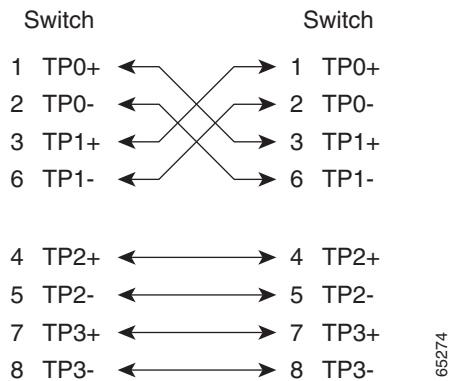 Switch Switch
1 TP0+ 1 TP0+
2 TP0- 2 TP0-
3 TP1+ 3 TP1+
6 TP1- 6 TP1-
4 TP2+ 4 TP2+
5 TP2- 5 TP2-
7 TP3+ 7 TP3+
8 TP3- 8 TP3-
65274